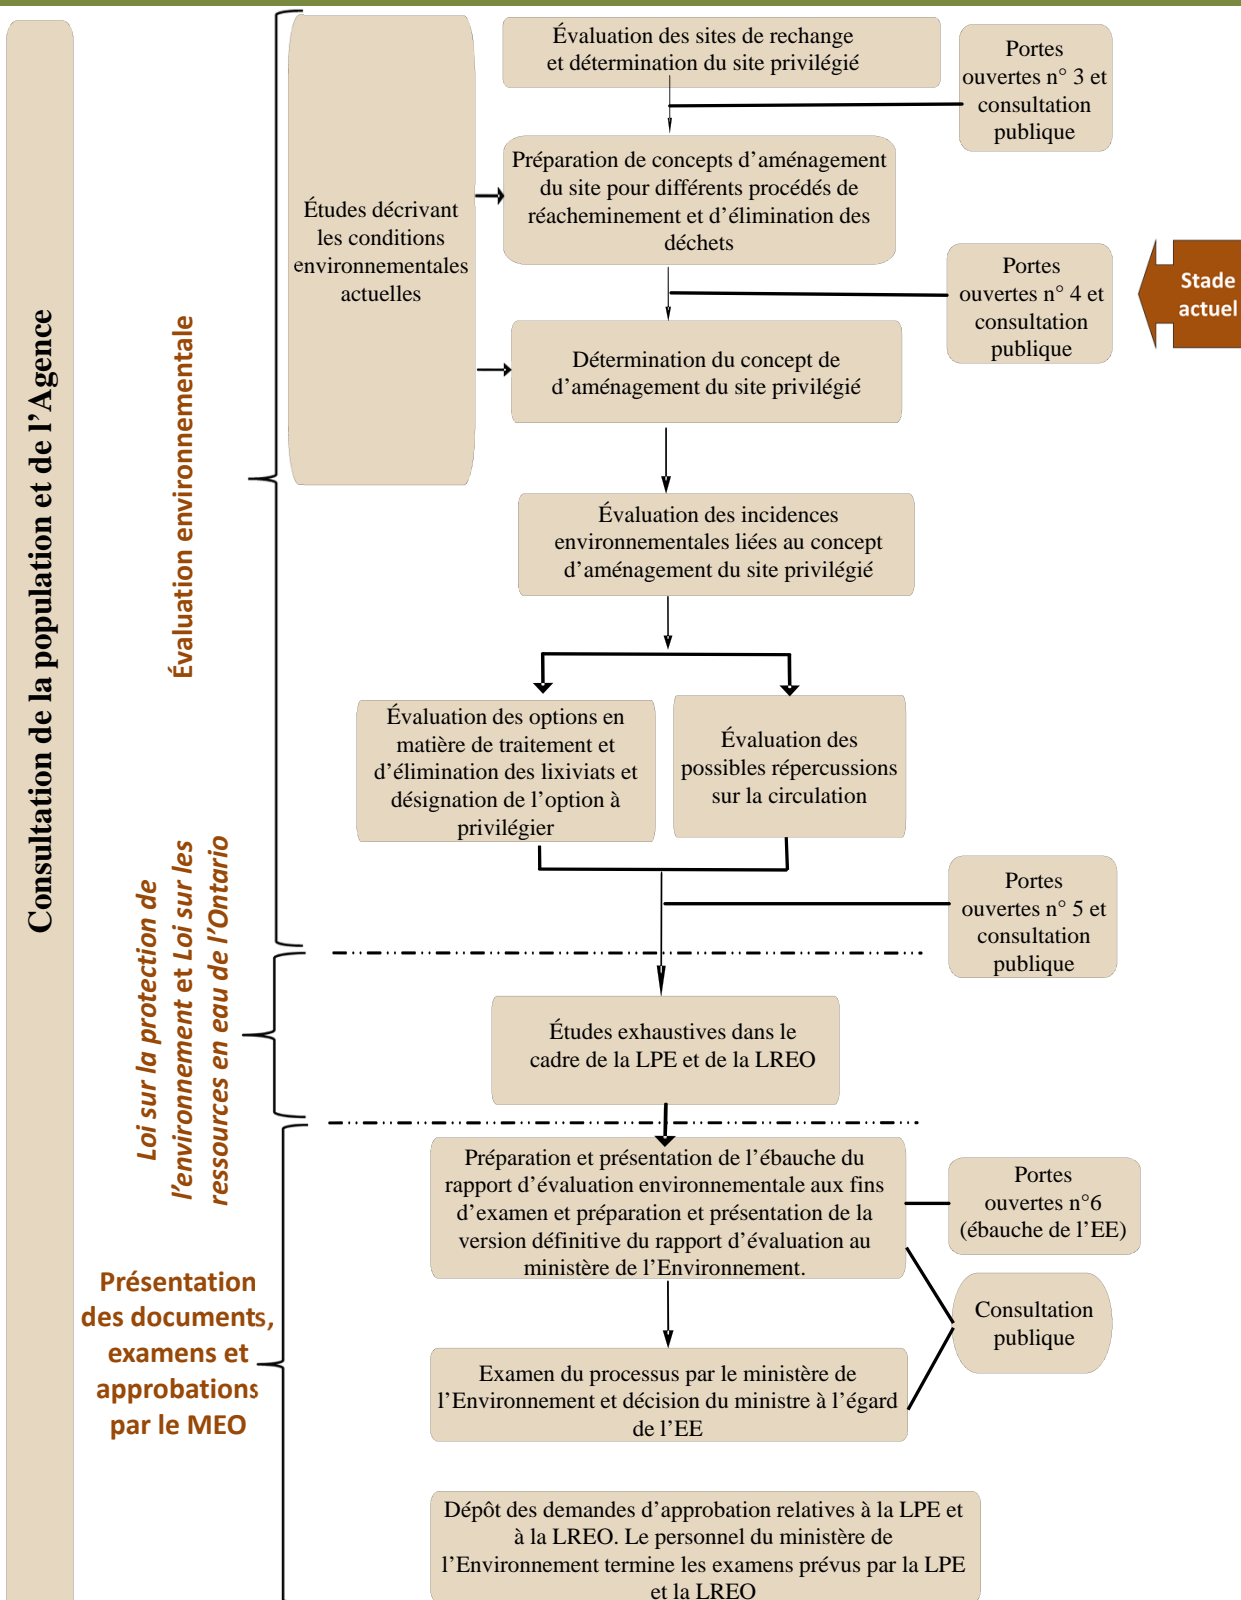 Consultation de la population et de l’Agence
Évaluation environnementale
Évaluation des sites de rechange
et détermination du site privilégié
Portes
ouvertes n° 3 et
consultation
publique
Études décrivant
les conditions
environnementales
actuelles
Préparation de concepts d’aménagement
du site pour différents procédés de
réacheminement et d’élimination des
déchets
Portes
ouvertes n° 4 et
consultation
publique
Stade
actuel
Détermination du concept de
d’aménagement du site privilégié
Évaluation des incidences
environnementales liées au concept
d’aménagement du site privilégié
Évaluation des options en
matière de traitement et
d’élimination des lixiviats et
désignation de l’option à
privilégier
Évaluation des
possibles répercussions
sur la circulation
Portes
ouvertes n° 5 et
consultation
publique
Loi sur la protection de
l’environnement et Loi sur les
ressources en eau de l’Ontario
Études exhaustives dans le
cadre de la LPE et de la LREO
Présentation
des documents,
examens et
approbations
par le MEO
Préparation et présentation de l’ébauche du
rapport d’évaluation environnementale aux fins
d’examen et préparation et présentation de la
version définitive du rapport d’évaluation au
ministère de l’Environnement.
Portes
ouvertes n°6
(ébauche de l’EE)
Consultation
publique
Examen du processus par le ministère de
l’Environnement et décision du ministre à l’égard
de l’EE
Dépôt des demandes d’approbation relatives à la LPE et
à la LREO. Le personnel du ministère de
l’Environnement termine les examens prévus par la LPE
et la LREO